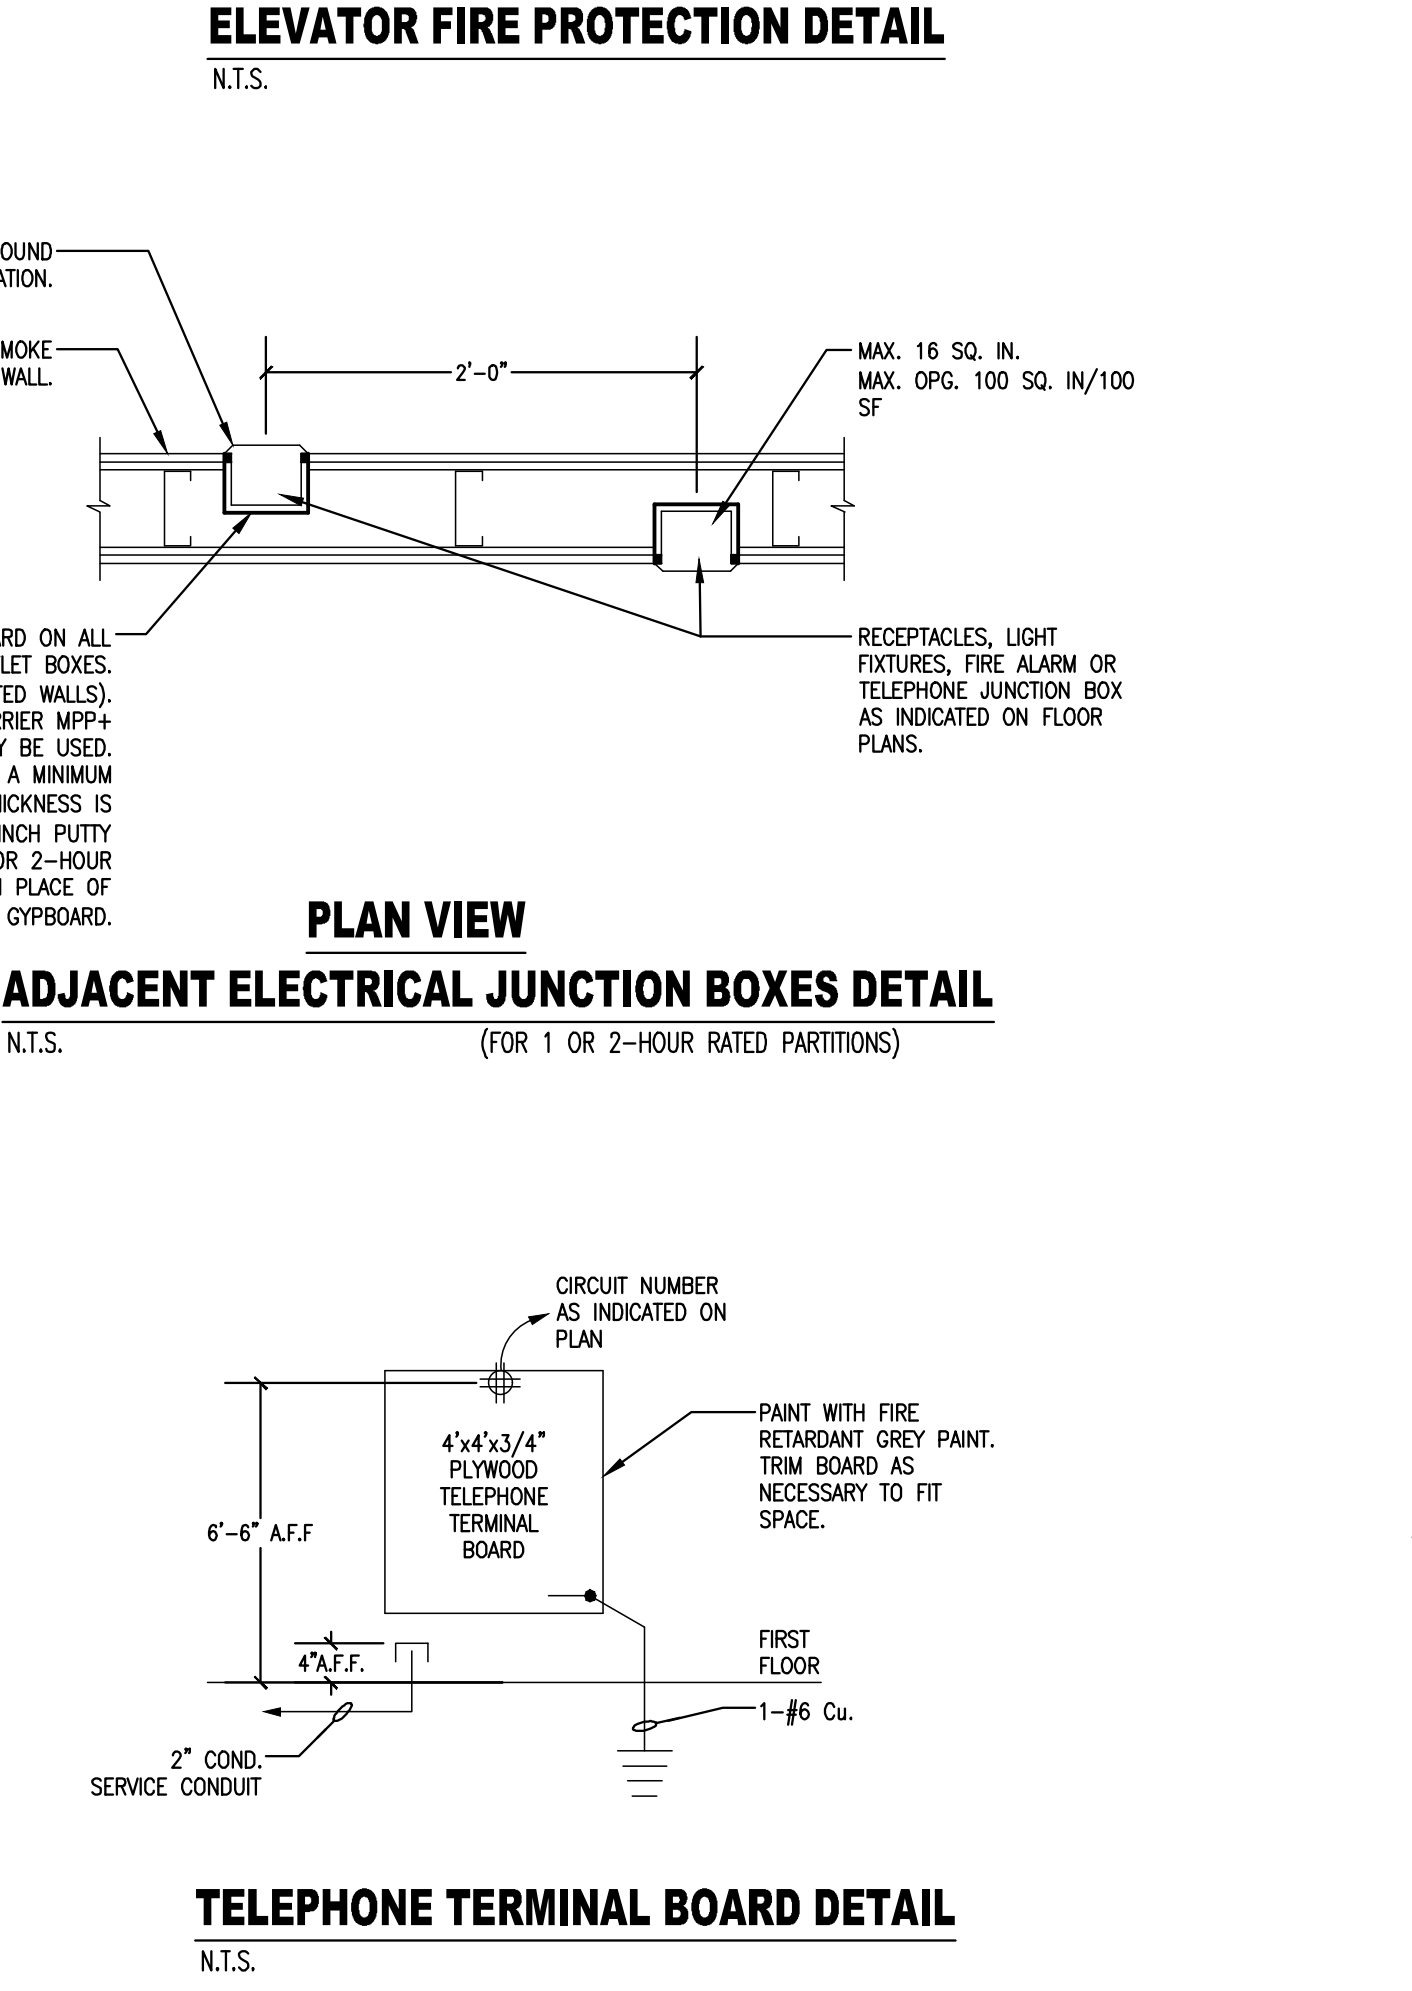 ELEVATOR FIRE PROTECTION DETAIL
N.T.S.
OUND
ATION.
MOKE
WALL.
2'-0"
MAX. 16 SQ. IN.
MAX. OPG. 100 SQ. IN/100
SF
ARD ON ALL
LET BOXES.
TED WALLS).
RRIER MPP+
Y BE USED.
A MINIMUM
HICKNESS IS
INCH PUTTY
OR 2-HOUR
PLACE OF
GYPBOARD.
RECEPTACLES, LIGHT
FIXTURES, FIRE ALARM OR
TELEPHONE JUNCTION BOX
AS INDICATED ON FLOOR
PLANS.
PLAN VIEW
ADJACENT ELECTRICAL JUNCTION BOXES DETAIL
N.T.S. (FOR 1 OR 2-HOUR RATED PARTITIONS)
CIRCUIT NUMBER
AS INDICATED ON
PLAN
4'x4'x3/4"
PLYWOOD
TELEPHONE
TERMINAL
BOARD
PAINT WITH FIRE
RETARDANT GREY PAINT.
TRIM BOARD AS
NECESSARY TO FIT
SPACE.
6'-6" A.F.F
4"A.F.F.
FIRST
FLOOR
1-#6 Cu.
2" COND.
SERVICE CONDUIT
TELEPHONE TERMINAL BOARD DETAIL
N.T.S.